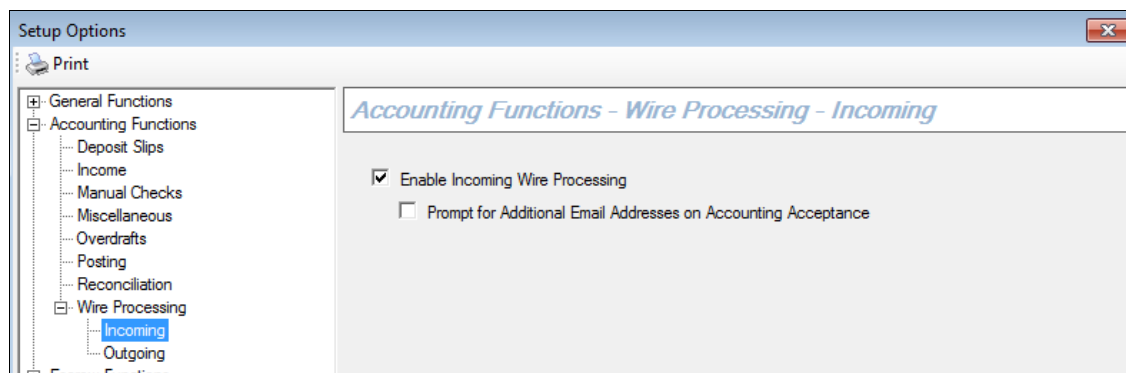 Setup Options
Print
General Functions
Accounting Functions
Deposit Slips
Income
Manual Checks
Miscellaneous
Overdrafts
Posting
Reconciliation
Wire Processing
Incoming
Outgoing
Accounting Functions - Wire Processing - Incoming
Enable Incoming Wire Processing
Prompt for Additional Email Addresses on Accounting Acceptance